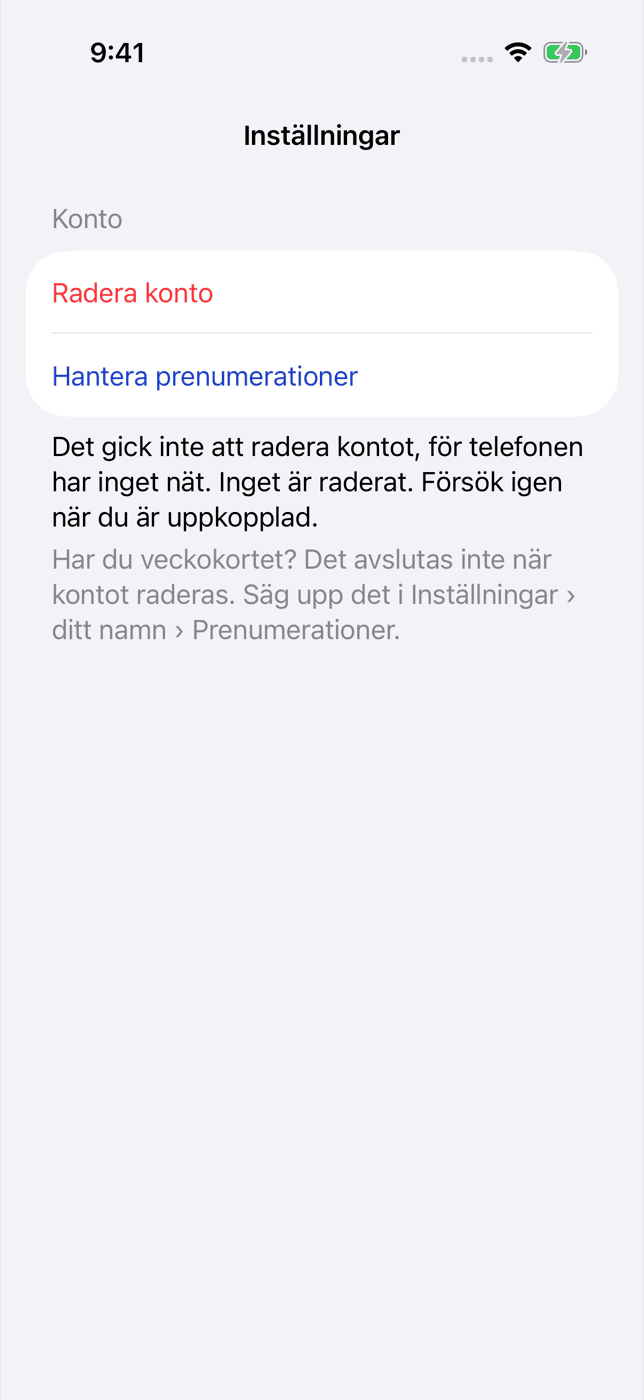 9:41
Inställningar
Konto
Radera konto
Hantera prenumerationer
Det gick inte att radera kontot, för telefonen
har inget nät. Inget är raderat. Försök igen
när du är uppkopplad.
Har du veckokortet? Det avslutas inte när
kontot raderas. Säg upp det i Inställningar ›
ditt namn › Prenumerationer.